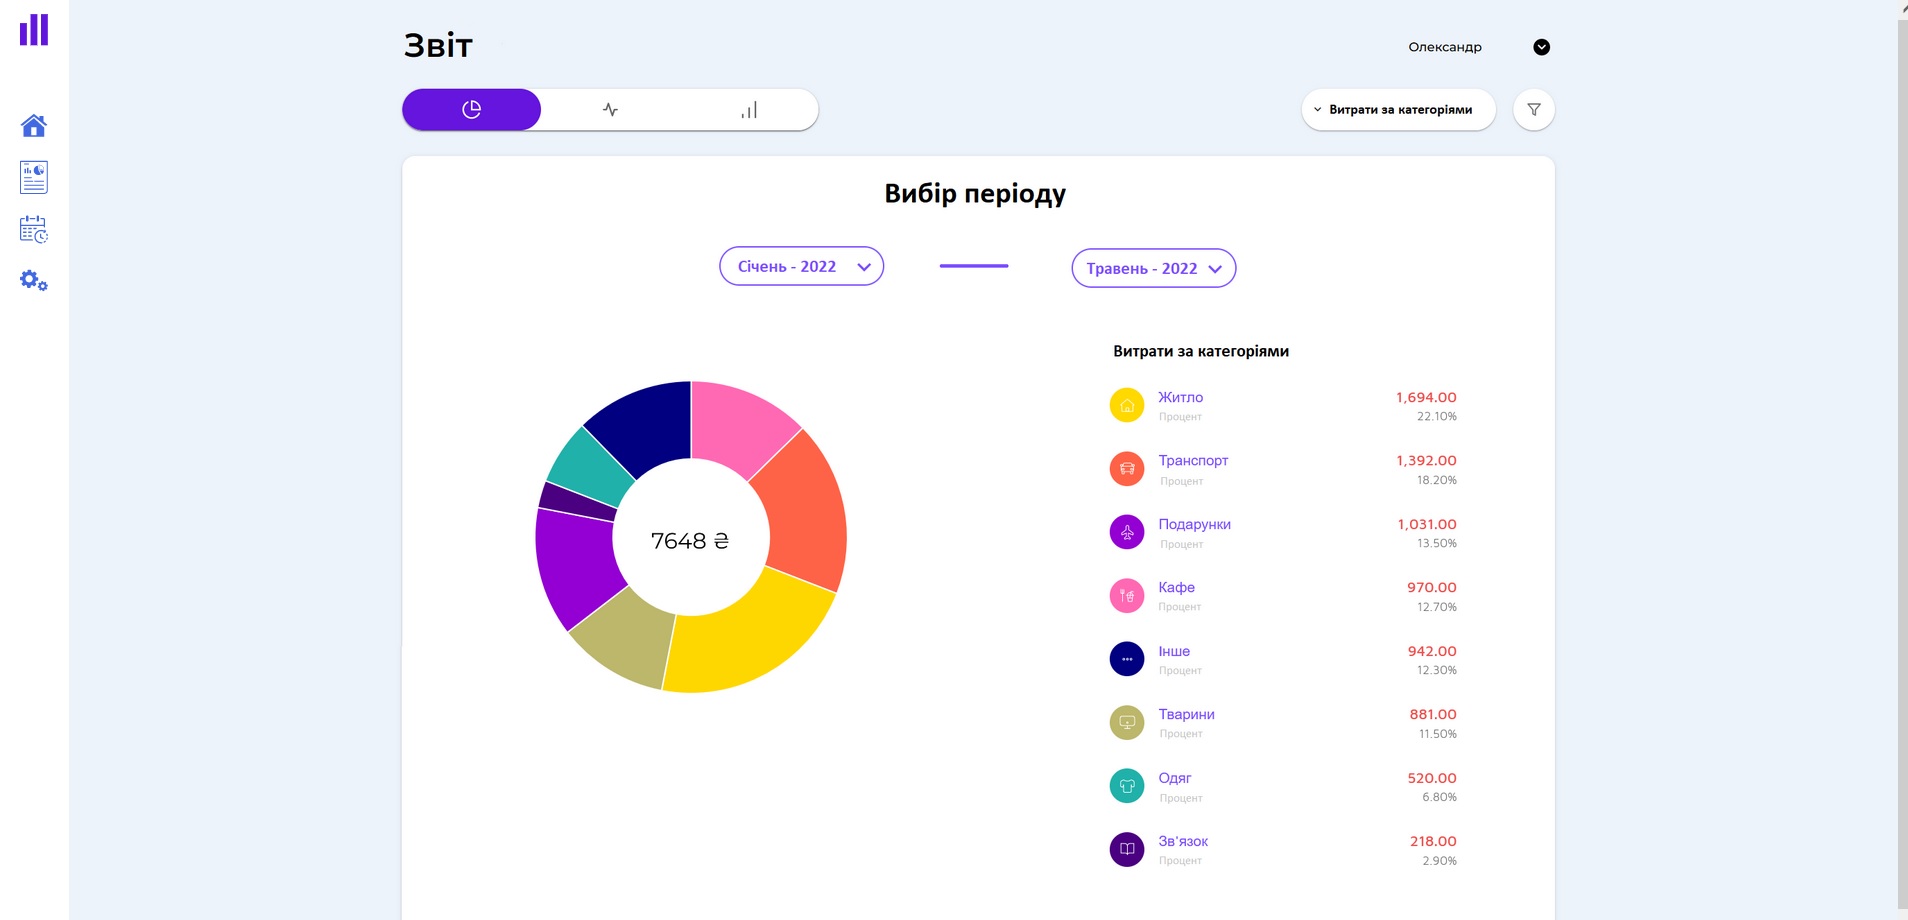 Звіт
Олександр
Витрати за категоріями
Вибір періоду
Січень - 2022
Травень - 2022
Витрати за категоріями
Житло 1,694.00
Процент 22.10%
Транспорт 1,392.00
Процент 18.20%
Подарунки 1,031.00
Процент 13.50%
Кафе 970.00
Процент 12.70%
Інше 942.00
Процент 12.30%
Тварини 881.00
Процент 11.50%
Одяг 520.00
Процент 6.80%
Зв'язок 218.00
Процент 2.90%
7648 ₴